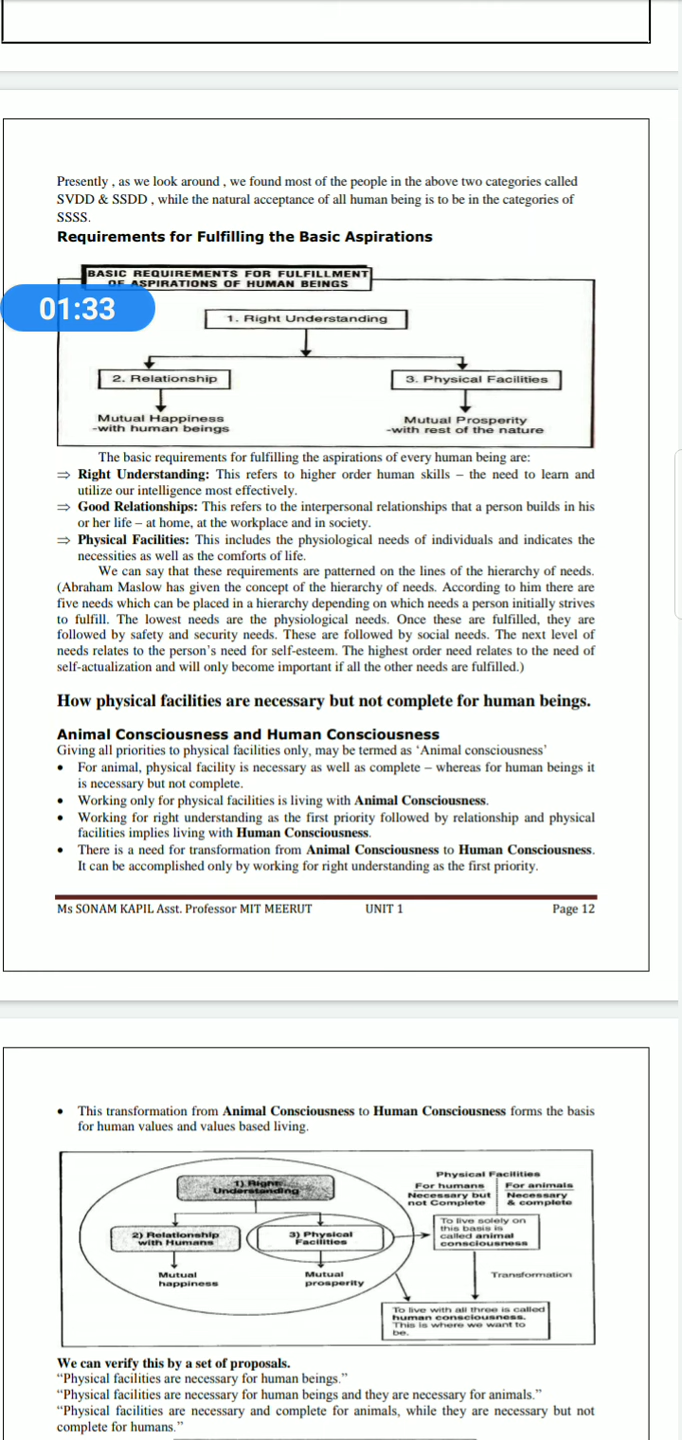 Presently , as we look around , we found most of the people in the above two categories called
SVDD & SSDD , while the natural acceptance of all human being is to be in the categories of
SSSS.
Requirements for Fulfilling the Basic Aspirations
BASIC REQUIREMENTS FOR FULFILLMENT
OF ASPIRATIONS OF HUMAN BEINGS
01:33
1. Right Understanding
2. Relationship
3. Physical Facilities
Mutual Happiness
-with human beings
Mutual Prosperity
-with rest of the nature
The basic requirements for fulfilling the aspirations of every human being are:
⇒ Right Understanding: This refers to higher order human skills – the need to learn and
utilize our intelligence most effectively.
⇒ Good Relationships: This refers to the interpersonal relationships that a person builds in his
or her life – at home, at the workplace and in society.
⇒ Physical Facilities: This includes the physiological needs of individuals and indicates the
necessities as well as the comforts of life.
We can say that these requirements are patterned on the lines of the hierarchy of needs.
(Abraham Maslow has given the concept of the hierarchy of needs. According to him there are
five needs which can be placed in a hierarchy depending on which needs a person initially strives
to fulfill. The lowest needs are the physiological needs. Once these are fulfilled, they are
followed by safety and security needs. These are followed by social needs. The next level of
needs relates to the person's need for self-esteem. The highest order need relates to the need of
self-actualization and will only become important if all the other needs are fulfilled.)
How physical facilities are necessary but not complete for human beings.
Animal Consciousness and Human Consciousness
Giving all priorities to physical facilities only, may be termed as 'Animal consciousness'
• For animal, physical facility is necessary as well as complete – whereas for human beings it
is necessary but not complete.
• Working only for physical facilities is living with Animal Consciousness.
• Working for right understanding as the first priority followed by relationship and physical
facilities implies living with Human Consciousness.
• There is a need for transformation from Animal Consciousness to Human Consciousness.
It can be accomplished only by working for right understanding as the first priority.
Ms SONAM KAPIL Asst. Professor MIT MEERUT UNIT 1 Page 12
• This transformation from Animal Consciousness to Human Consciousness forms the basis
for human values and values based living.
1) Right
Understanding
2) Relationship
with Humans
3) Physical
Facilities
Mutual
happiness
Mutual
prosperity
Physical Facilities
For humans
Necessary but
not Complete
For animals
Necessary
& complete
To live solely on
this basis is
called animal
consciousness
Transformation
To live with all three is called
human consciousness.
This is where we want to
be.
We can verify this by a set of proposals.
"Physical facilities are necessary for human beings."
"Physical facilities are necessary for human beings and they are necessary for animals."
"Physical facilities are necessary and complete for animals, while they are necessary but not
complete for humans."